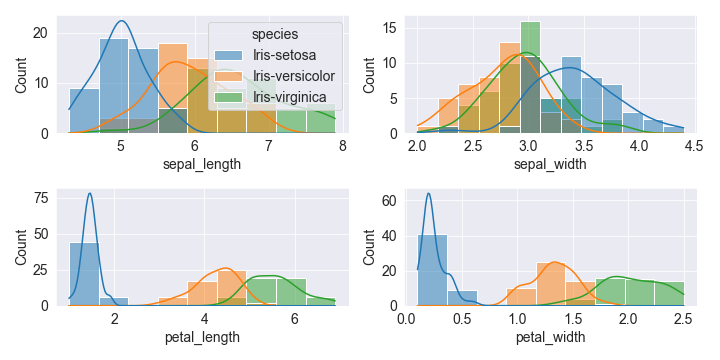 species
Iris-setosa
Iris-versicolor
Iris-virginica
Count
20
10
0
5
6
7
8
sepal_length
Count
15
10
5
0
2.0
2.5
3.0
3.5
4.0
4.5
sepal_width
Count
75
50
25
0
2
4
6
petal_length
Count
60
40
20
0
0.0
0.5
1.0
1.5
2.0
2.5
petal_width